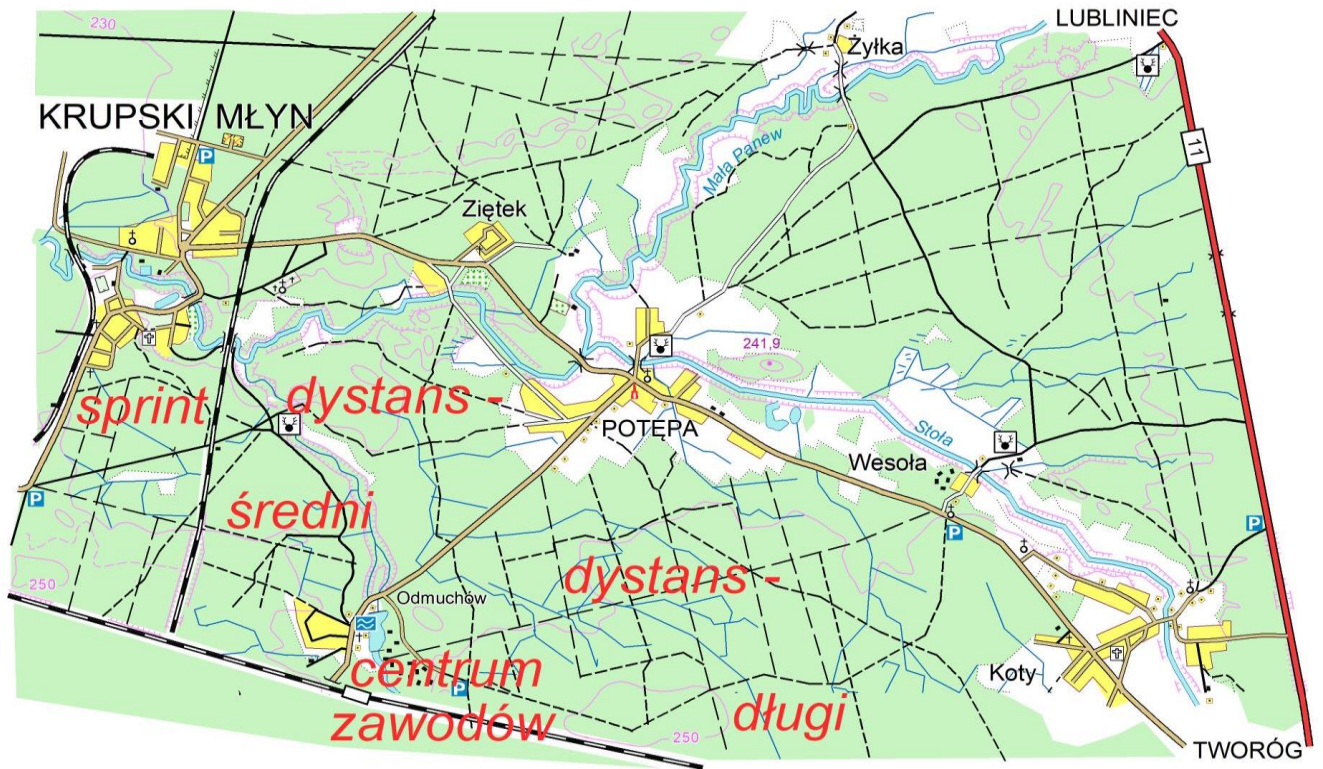 LUBLINIEC
230
Żyłka
KRUPSKI MŁYN
P
11
Mała Panew
Ziętek
241,9
sprint
dystans -
POTĘPA
Stoła
Wesoła
średni
P
P
P
dystans -
250
Odmuchów
centrum
Koty
P
zawodów
długi
250
TWORÓG